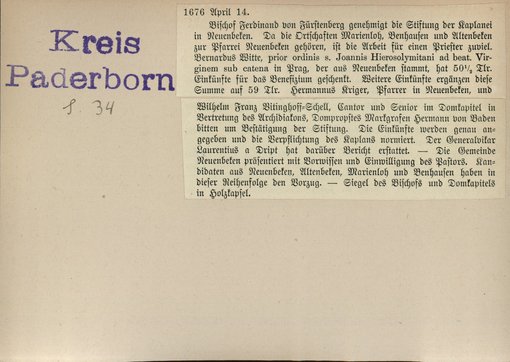 Kreis
Paderborn
S. 34
1676 April 14.
Bischof Ferdinand von Fürstenberg genehmigt die Stiftung der Kaplanei
in Neuenbeken. Da die Ortschaften Marienloh, Benhausen und Altenbeken
zur Pfarrei Neuenbeken gehören, ist die Arbeit für einen Priester zuviel.
Bernardus Witte, prior ordinis s. Joannis Hierosolymitani ad beat. Vir-
ginem sub catena in Prag, der aus Neuenbeken stammt, hat Tlr.
Einkünfte für das Benefizium geschenkt. Weitere Einkünfte ergänzen diese
Summe auf 59 Tlr. Hermannus Kriger, Pfarrer in Neuenbeken, und
Wilhelm Franz Vitinghoff-Schell, Cantor und Senior im Domkapitel in
Vertretung des Archidiakons, Dompropstes Markgrafen Hermann von Baden
bitten um Bestätigung der Stiftung. Die Einkünfte werden genau an-
gegeben und die Verpflichtung des Kaplans normiert. Der Generalvikar
Laurentius a Dript hat darüber Bericht erstattet. — Die Gemeinde
Neuenbeken präsentiert mit Vorwissen und Einwilligung des Pastors. Kan-
didaten aus Neuenbeken, Altenbeken, Marienloh und Benhausen haben in
dieser Reihenfolge den Vorzug. — Siegel des Bischofs und Domkapitels
in Holzkapsel.